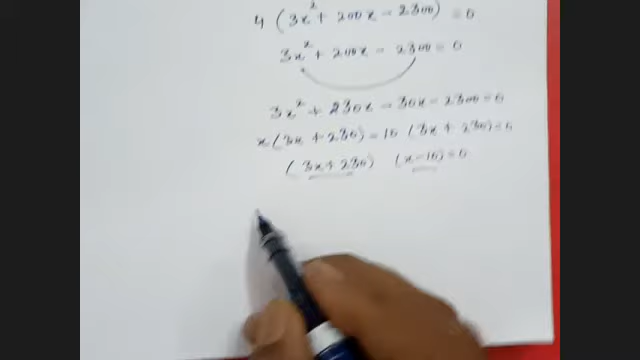 4 (3x² + 200x - 2300) = 0
3x² + 200x - 2300 = 0
3x² + 230x - 30x - 2300 = 0
x(3x + 230) - 10 (3x + 230) = 0
(3x + 230) (x - 10) = 0